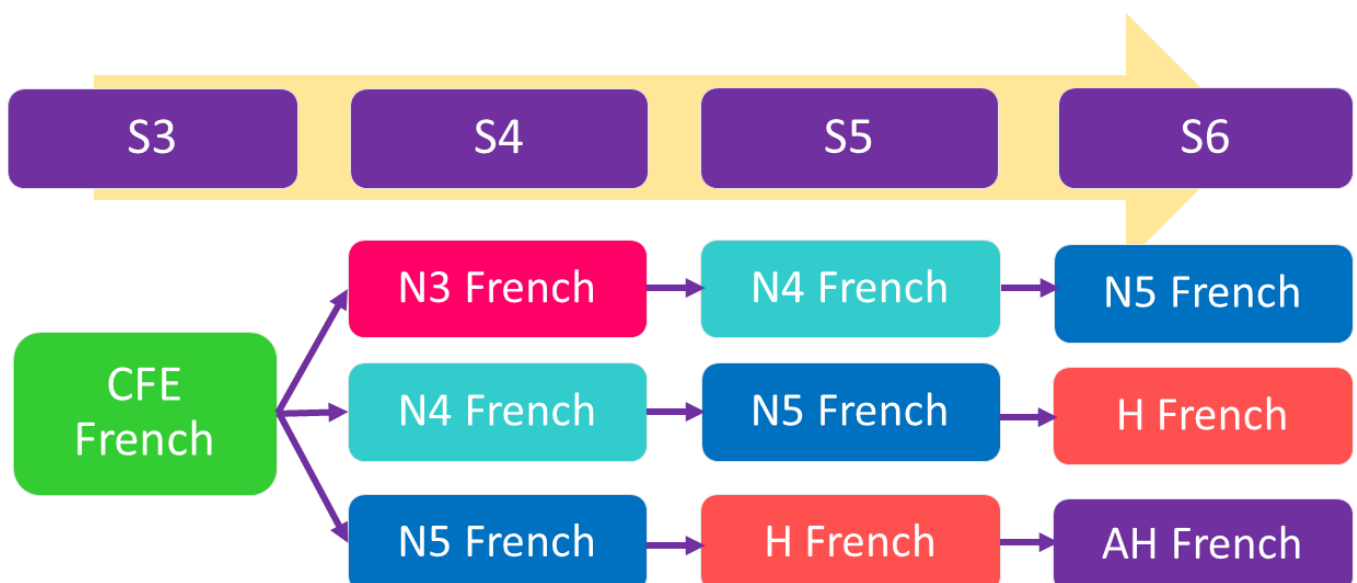 S3 S4 S5 S6
N3 French N4 French N5 French
CFE
French
N4 French N5 French H French
N5 French H French AH French